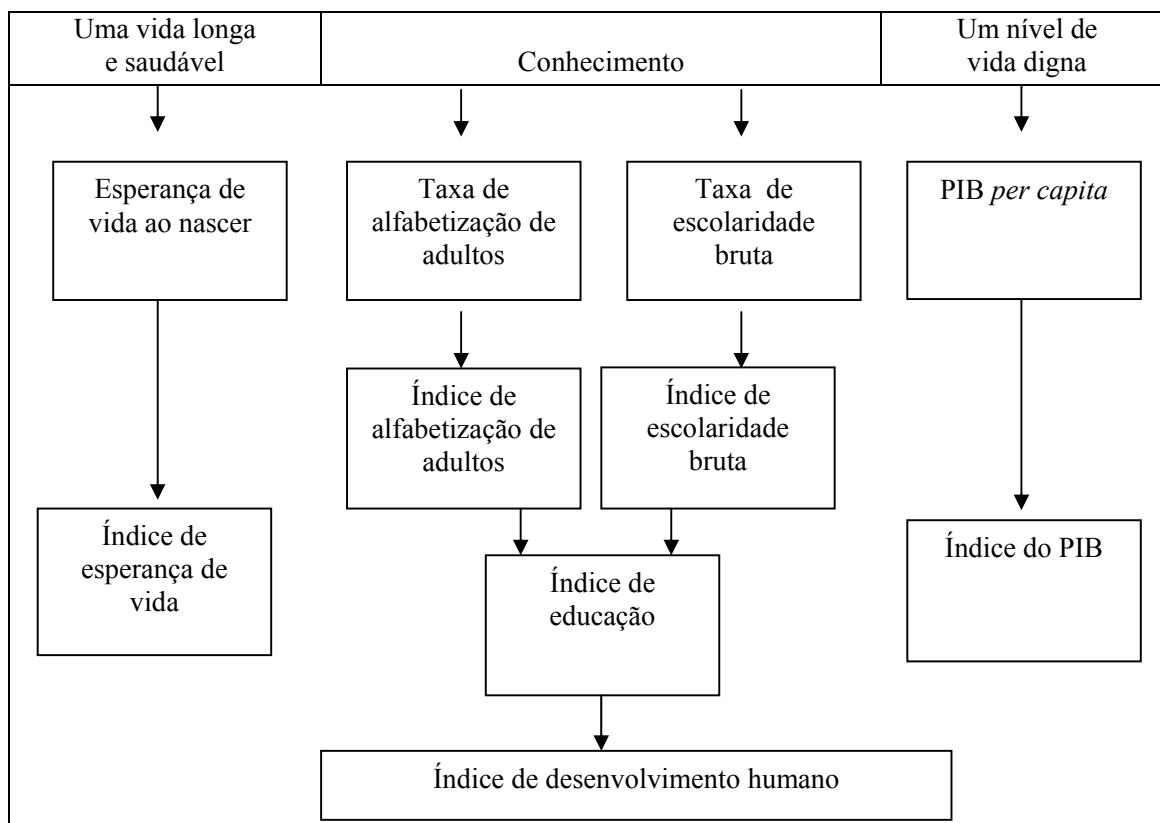 Uma vida longa
e saudável
Conhecimento
Um nível de
vida digna
Esperança de
vida ao nascer
Taxa de
alfabetização de
adultos
Taxa de
escolaridade
bruta
PIB per capita
Índice de
alfabetização de
adultos
Índice de
escolaridade
bruta
Índice de
esperança de
vida
Índice de
educação
Índice do PIB
Índice de desenvolvimento humano